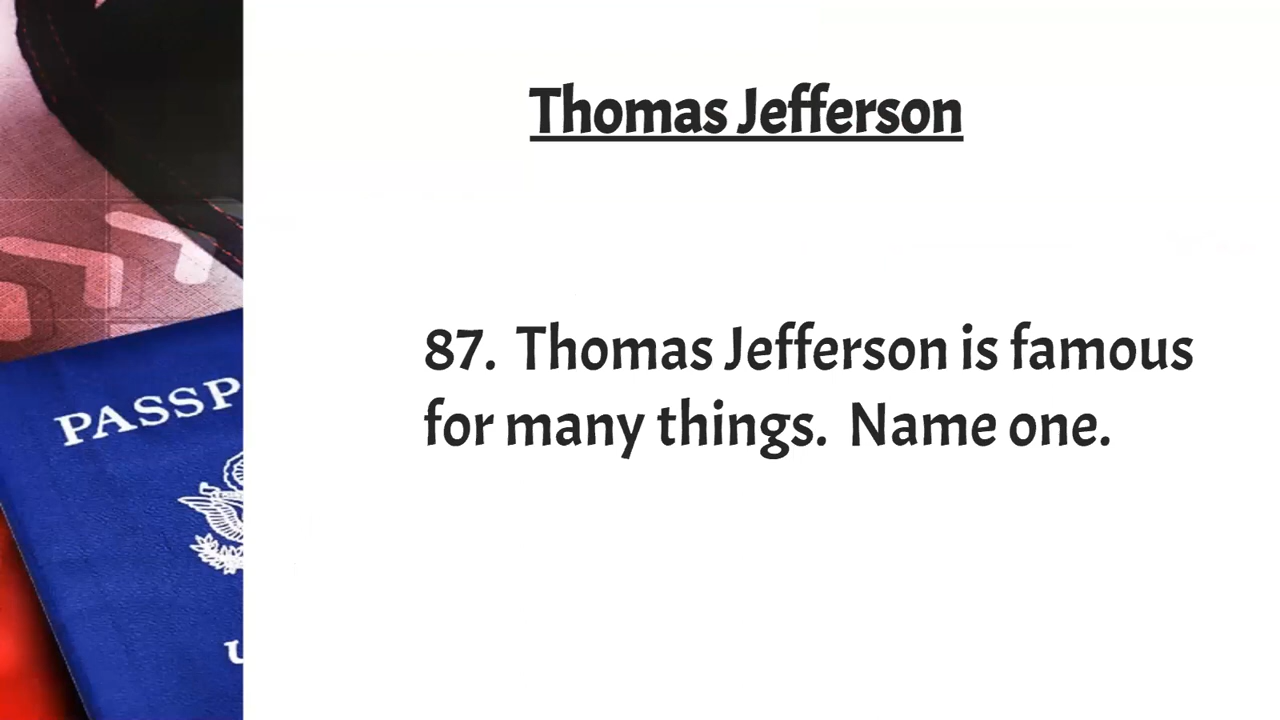 Thomas Jefferson
87. Thomas Jefferson is famous
for many things. Name one.
PASSP
U